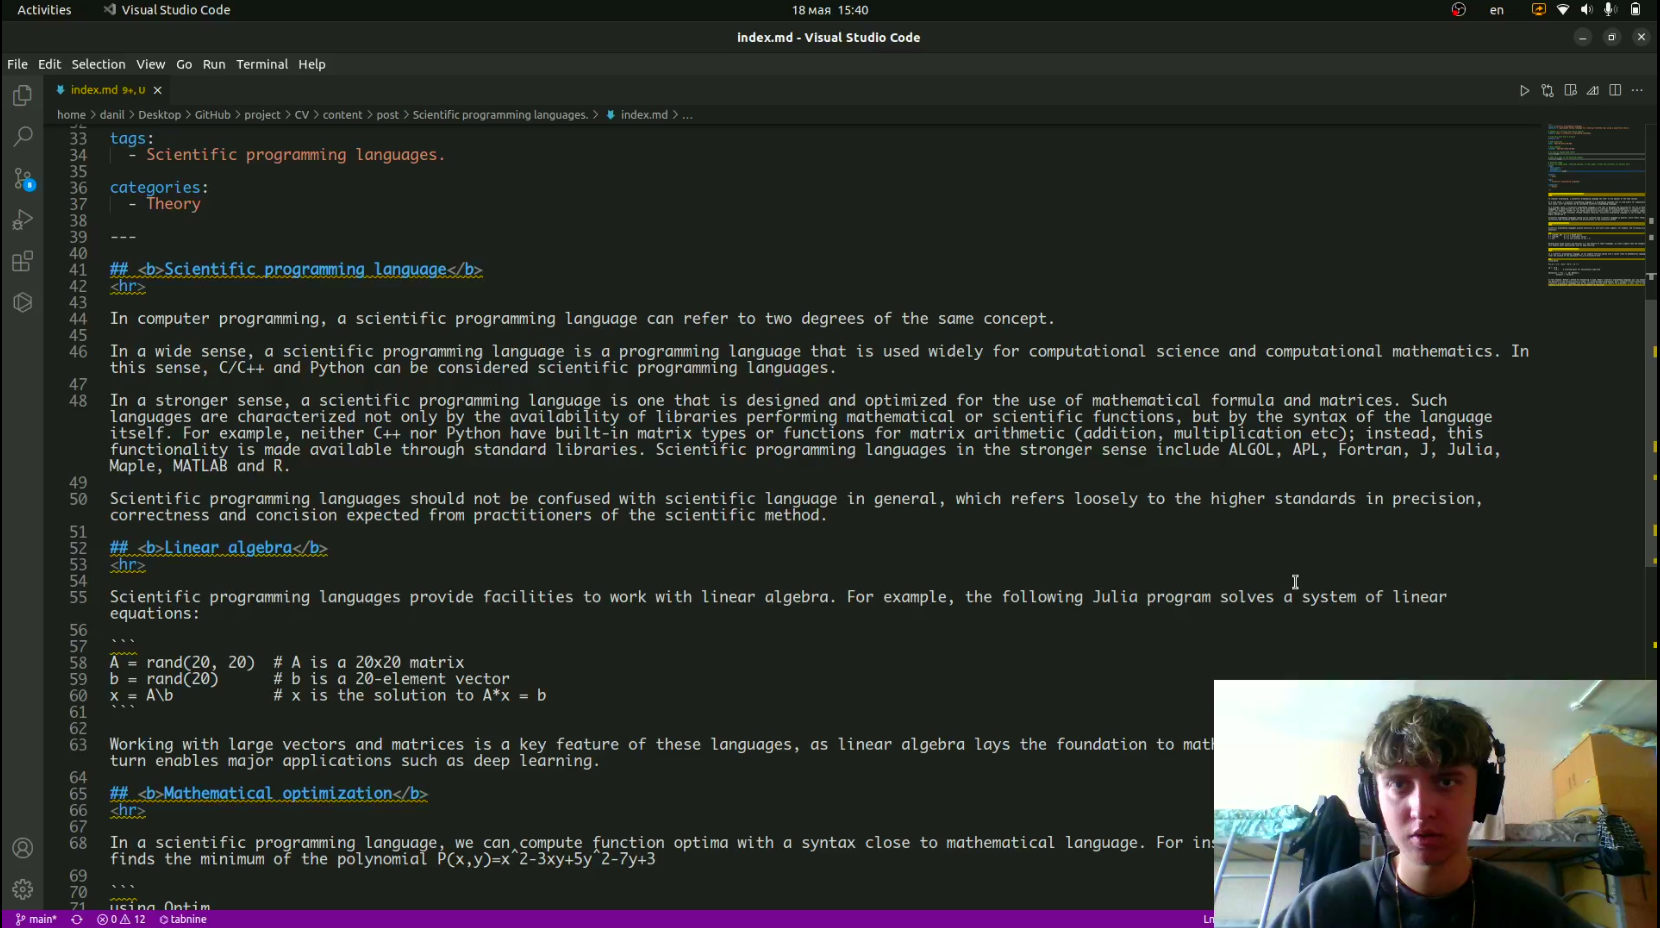 Activities Visual Studio Code 18 мая 15:40 en
index.md - Visual Studio Code
File Edit Selection View Go Run Terminal Help
index.md 9+, U
home > danil > Desktop > GitHub > project > CV > content > post > Scientific programming languages. > index.md > ...
33 tags:
34 - Scientific programming languages.
35
36 categories:
37 - Theory
38
39 ---
40
41 ## <b>Scientific programming language</b>
42 <hr>
43
44 In computer programming, a scientific programming language can refer to two degrees of the same concept.
45
46 In a wide sense, a scientific programming language is a programming language that is used widely for computational science and computational mathematics. In
this sense, C/C++ and Python can be considered scientific programming languages.
47
48 In a stronger sense, a scientific programming language is one that is designed and optimized for the use of mathematical formula and matrices. Such
languages are characterized not only by the availability of libraries performing mathematical or scientific functions, but by the syntax of the language
itself. For example, neither C++ nor Python have built-in matrix types or functions for matrix arithmetic (addition, multiplication etc); instead, this
functionality is made available through standard libraries. Scientific programming languages in the stronger sense include ALGOL, APL, Fortran, J, Julia,
Maple, MATLAB and R.
49
50 Scientific programming languages should not be confused with scientific language in general, which refers loosely to the higher standards in precision,
correctness and concision expected from practitioners of the scientific method.
51
52 ## <b>Linear algebra</b>
53 <hr>
54
55 Scientific programming languages provide facilities to work with linear algebra. For example, the following Julia program solves a system of linear
equations:
56
57 ```
58 A = rand(20, 20) # A is a 20x20 matrix
59 b = rand(20) # b is a 20-element vector
60 x = A\b # x is the solution to A*x = b
61 ```
62
63 Working with large vectors and matrices is a key feature of these languages, as linear algebra lays the foundation to mat
turn enables major applications such as deep learning.
64
65 ## <b>Mathematical optimization</b>
66 <hr>
67
68 In a scientific programming language, we can compute function optima with a syntax close to mathematical language. For in
finds the minimum of the polynomial P(x,y)=x^2-3xy+5y^2-7y+3
69
70 ```
71 using Optim
main* 0 12 tabnine Ln